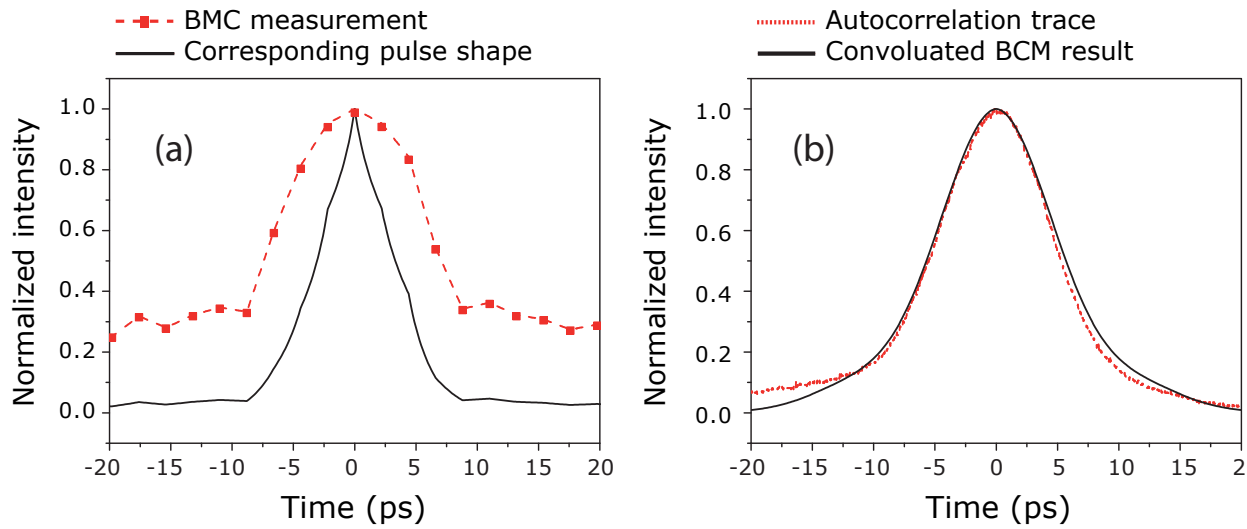 BMC measurement
Corresponding pulse shape
Normalized intensity
1.0
0.8
0.6
0.4
0.2
0.0
(a)
-20 -15 -10 -5 0 5 10 15 20
Time (ps)
Autocorrelation trace
Convoluated BCM result
Normalized intensity
1.0
0.8
0.6
0.4
0.2
0.0
(b)
-20 -15 -10 -5 0 5 10 15 2
Time (ps)